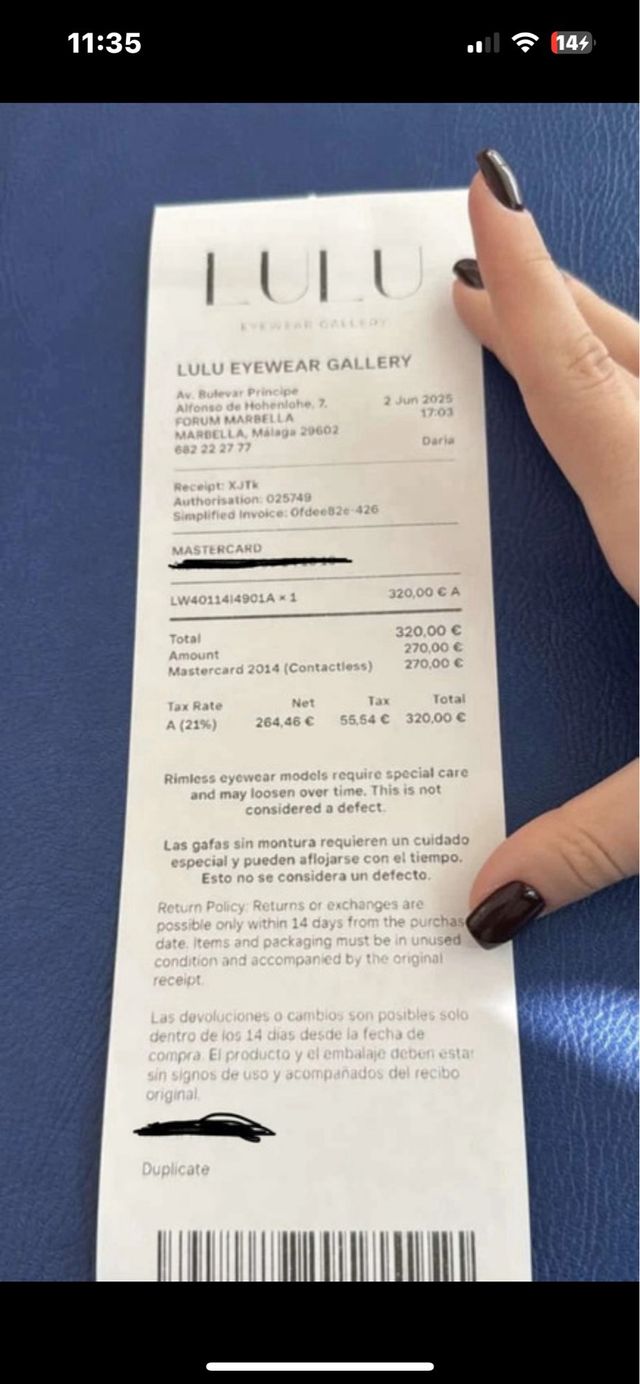 11:35
14
LULU
EYEWEAR GALLERY
LULU EYEWEAR GALLERY
Av. Bulevar Príncipe
Alfonso de Hohenlohe, 7,
2 Jun 2025
FORUM MARBELLA
17:03
MARBELLA, Málaga 29602
682 22 27 77
Daria
Receipt: XJTk
Authorisation: 025749
Simplified Invoice: 0fdee82e-426
MASTERCARD
LW40114I4901A × 1 320,00 € A
Total 320,00 €
Amount 270,00 €
Mastercard 2014 (Contactless) 270,00 €
Tax Rate Net Tax Total
A (21%) 264,46 € 55,54 € 320,00 €
Rimless eyewear models require special care
and may loosen over time. This is not
considered a defect.
Las gafas sin montura requieren un cuidado
especial y pueden aflojarse con el tiempo.
Esto no se considera un defecto.
Return Policy: Returns or exchanges are
possible only within 14 days from the purchas
date. Items and packaging must be in unused
condition and accompanied by the original
receipt.
Las devoluciones o cambios son posibles solo
dentro de los 14 días desde la fecha de
compra. El producto y el embalaje deben estar
sin signos de uso y acompañados del recibo
original.
Duplicate